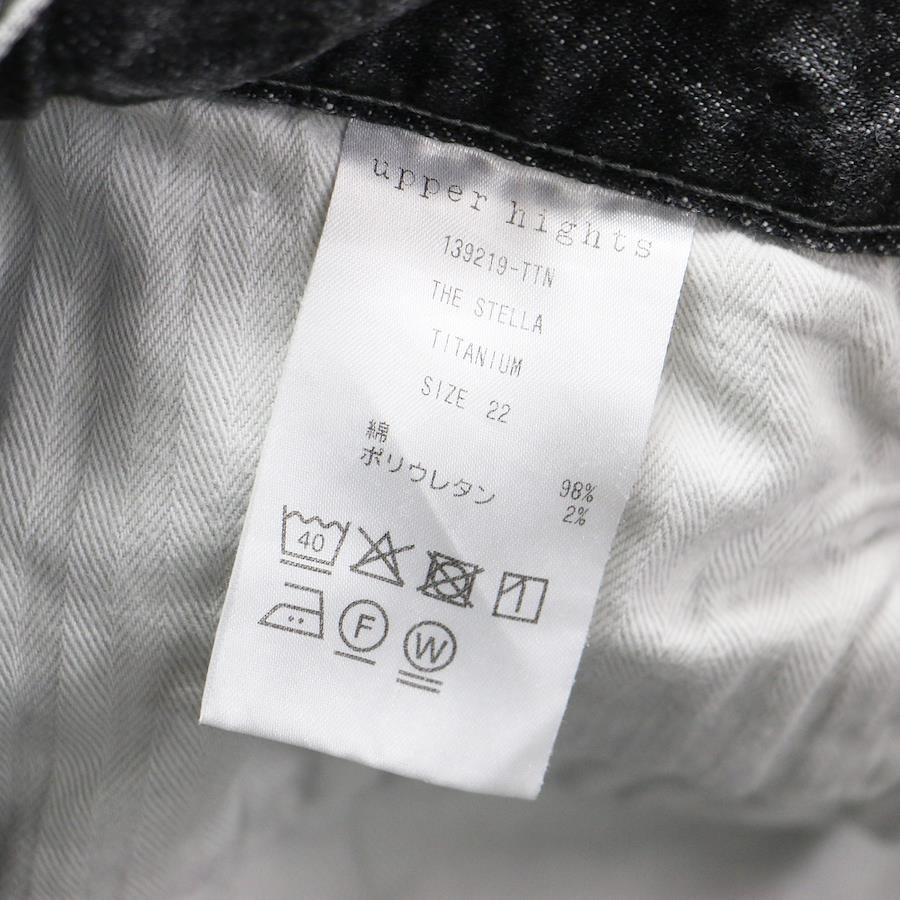 upper hights
139219-TTN
THE STELLA
TITANIUM
SIZE 22
綿 98%
ポリウレタン 2%
40
F
W